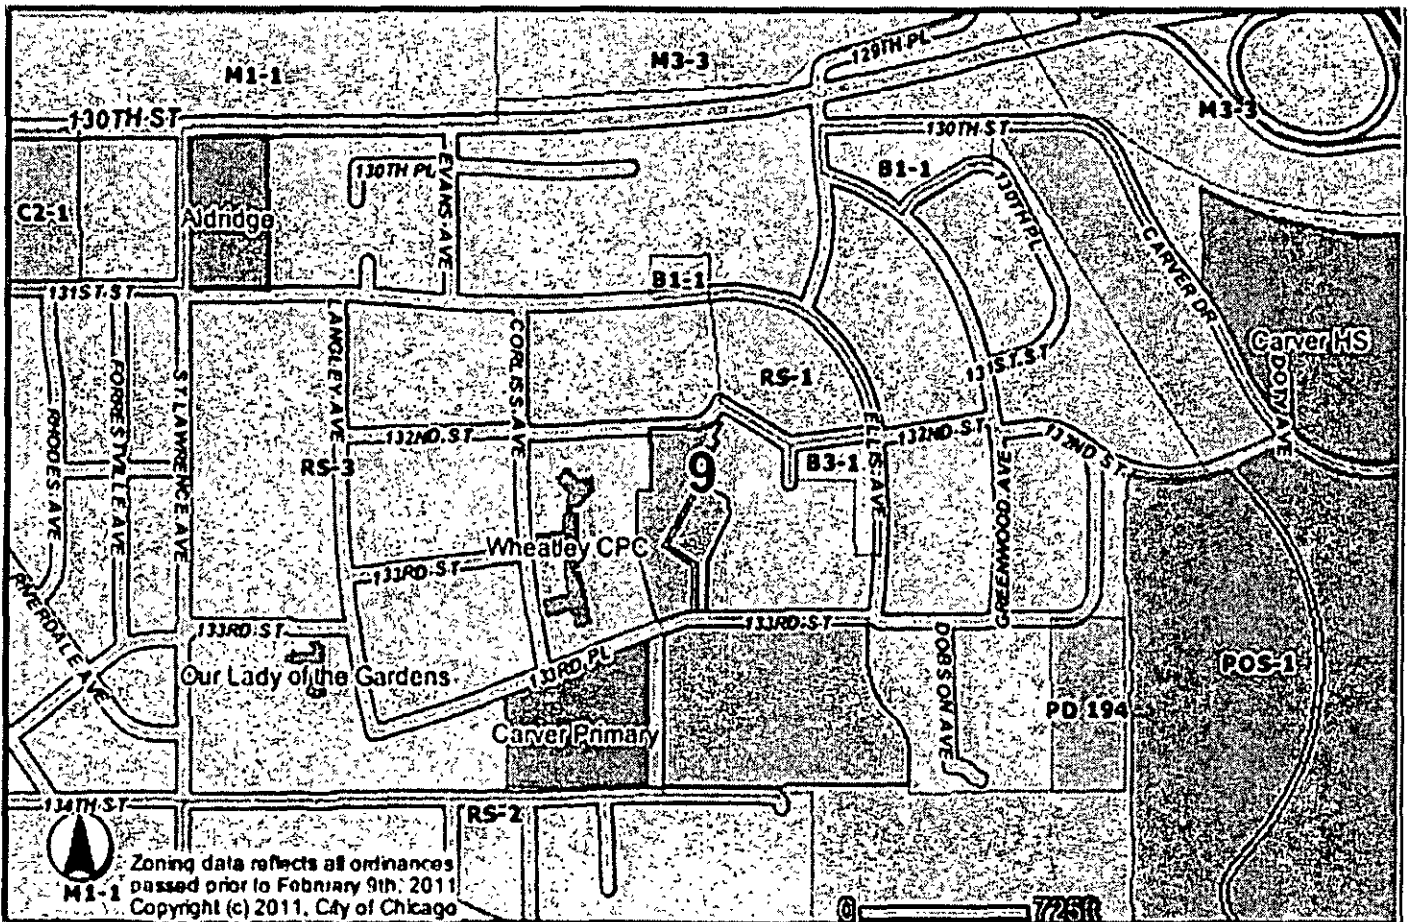 129TH PL
M3-3
M1-1
M3-3
130TH ST
130TH ST
B1-1
130TH PL
EVANS AVE
130TH PL
C2-1
Aldridge
CARVER DR
B1-1
131ST ST
LANGLEY AVE
CORLISS AVE
Carver HS
DOTY AVE
131ST ST
FORRESTVILLE AVE
ST LAWRENCE AVE
RS-1
RHODES AVE
132ND ST
ELLIS AVE
132ND ST
132ND ST
RS-3
9
B3-1
GREENWOOD AVE
Wheatley CPC
133RD ST
RIVERDALE AVE
133RD ST
133RD ST
DOBSON AVE
133RD PL
Our Lady of the Gardens
POS-1
PD 194
Carver Primary
134TH ST
RS-2
M1-1
Zoning data reflects all ordinances
passed prior to February 9th, 2011
Copyright (c) 2011, City of Chicago
0 725ft